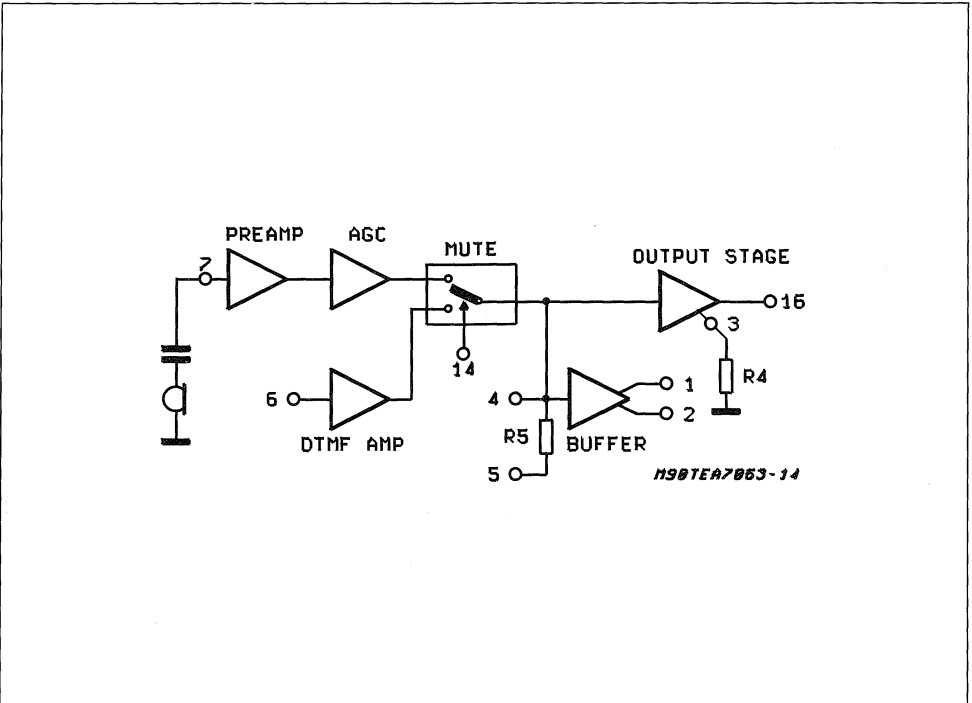 PREAMP
AGC
MUTE
OUTPUT STAGE
7
16
3
14
R4
6
4
1
2
DTMF AMP
R5
BUFFER
5
M90TEA7063-14